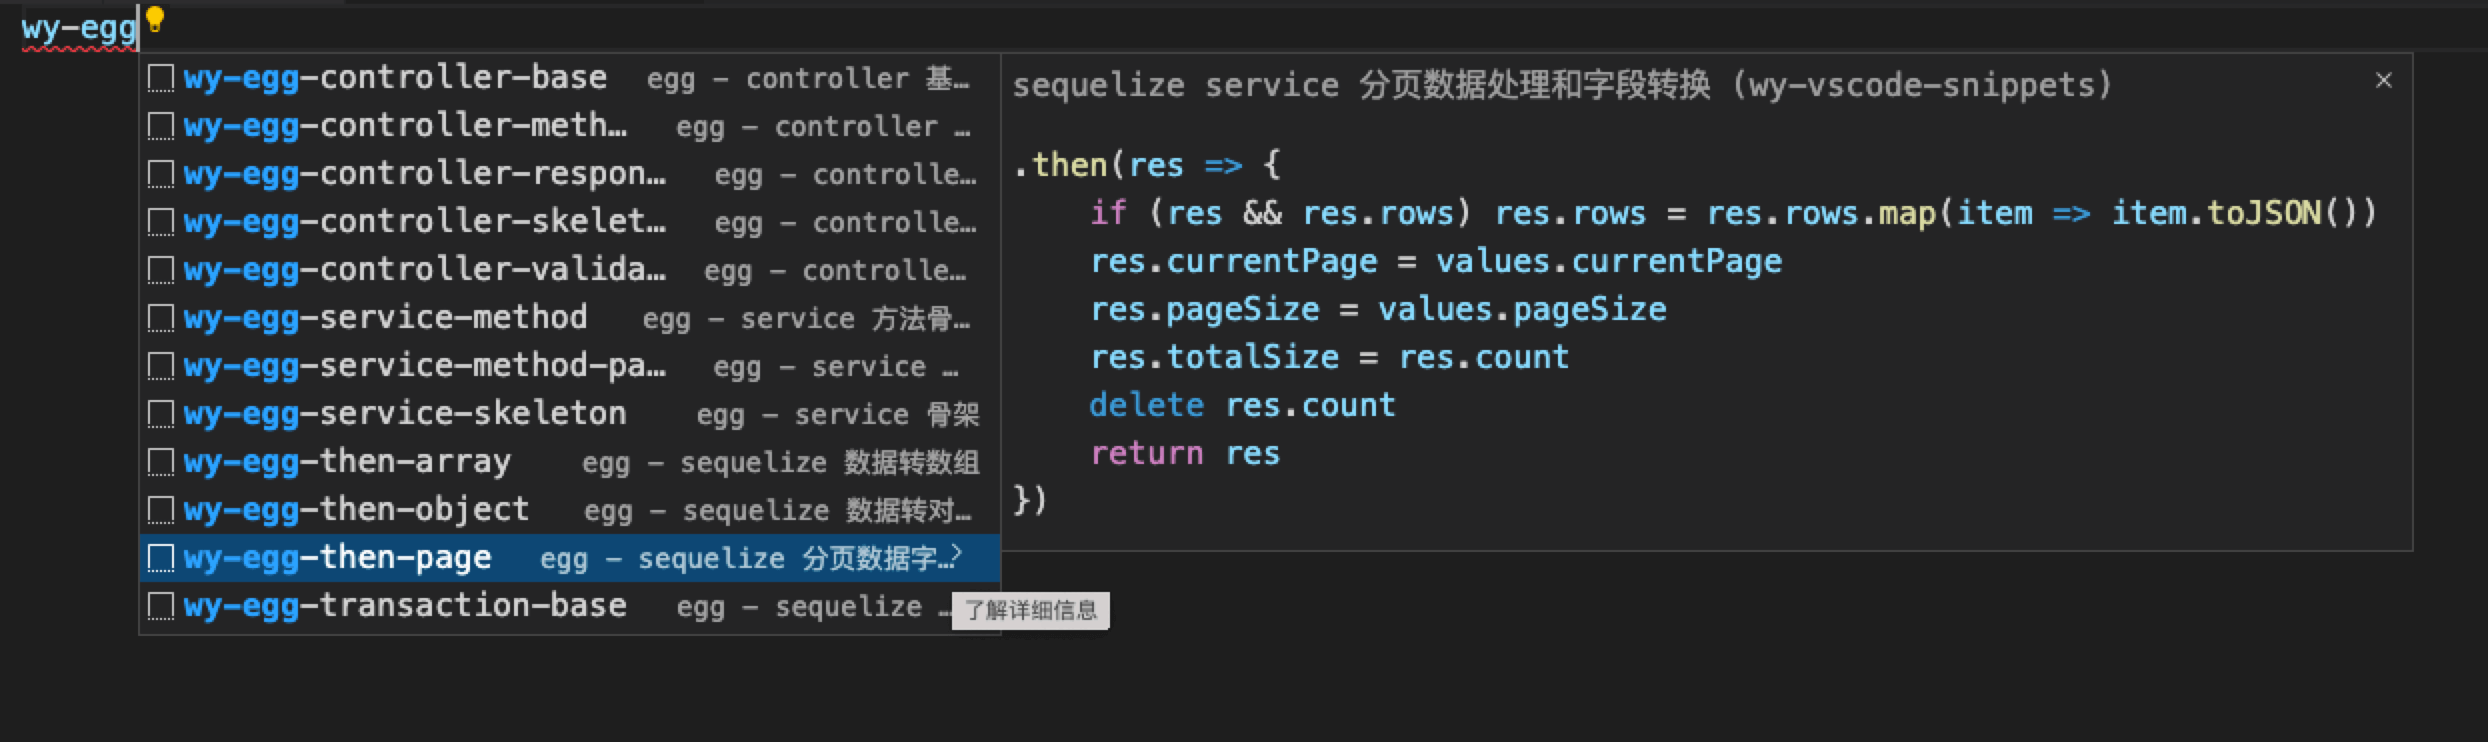 wy-egg
wy-egg-controller-base egg – controller 基…
wy-egg-controller-meth… egg – controller …
wy-egg-controller-respon… egg – controlle…
wy-egg-controller-skelet… egg – controlle…
wy-egg-controller-valida… egg – controlle…
wy-egg-service-method egg – service 方法骨…
wy-egg-service-method-pa… egg – service …
wy-egg-service-skeleton egg – service 骨架
wy-egg-then-array egg – sequelize 数据转数组
wy-egg-then-object egg – sequelize 数据转对…
wy-egg-then-page egg – sequelize 分页数据字…
wy-egg-transaction-base egg – sequelize …
了解详细信息
sequelize service 分页数据处理和字段转换 (wy-vscode-snippets)
.then(res => {
    if (res && res.rows) res.rows = res.rows.map(item => item.toJSON())
    res.currentPage = values.currentPage
    res.pageSize = values.pageSize
    res.totalSize = res.count
    delete res.count
    return res
})